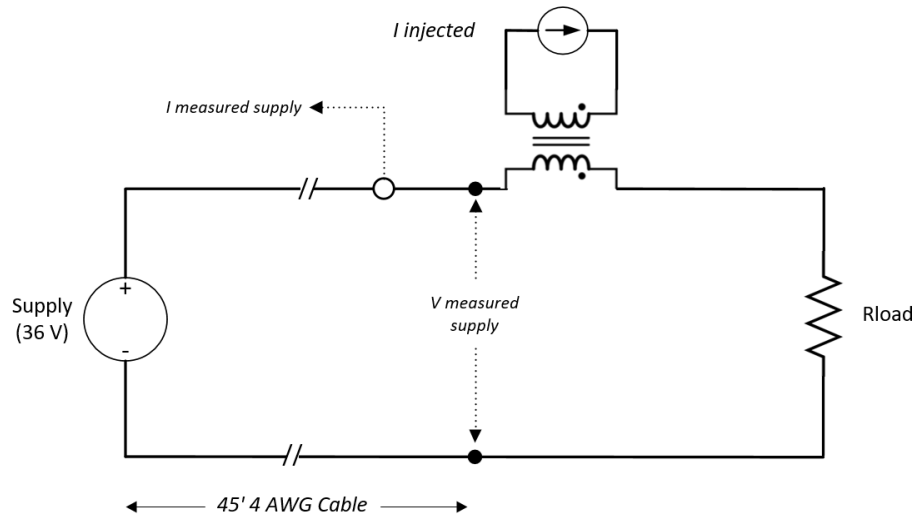 I injected
I measured supply
+
Supply
(36 V)
-
V measured
supply
Rload
45' 4 AWG Cable